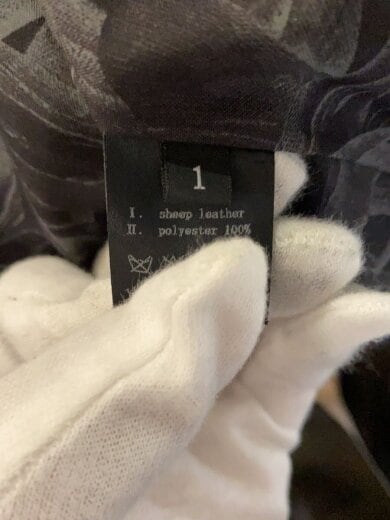 1
I. sheep leather
II. polyester 100%